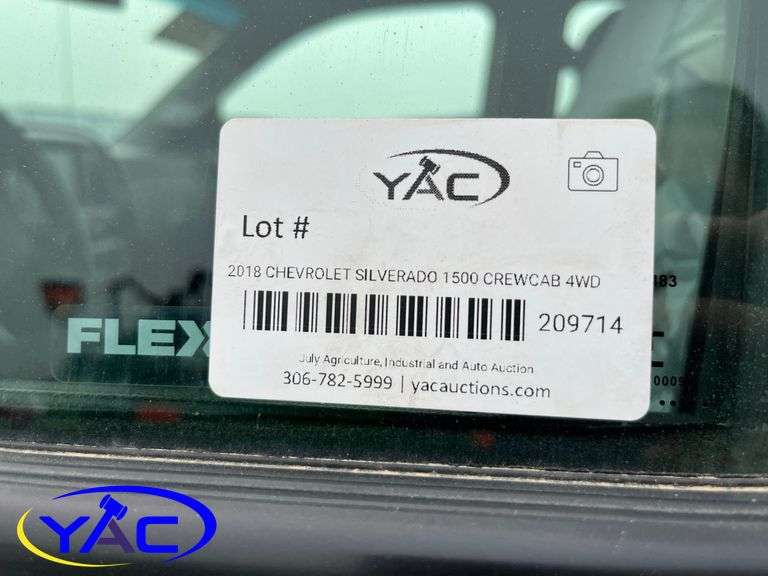 YAC
Lot #
2018 CHEVROLET SILVERADO 1500 CREWCAB 4WD
209714
July Agriculture, Industrial and Auto Auction
306-782-5999 | yacauctions.com
FLEX
YAC